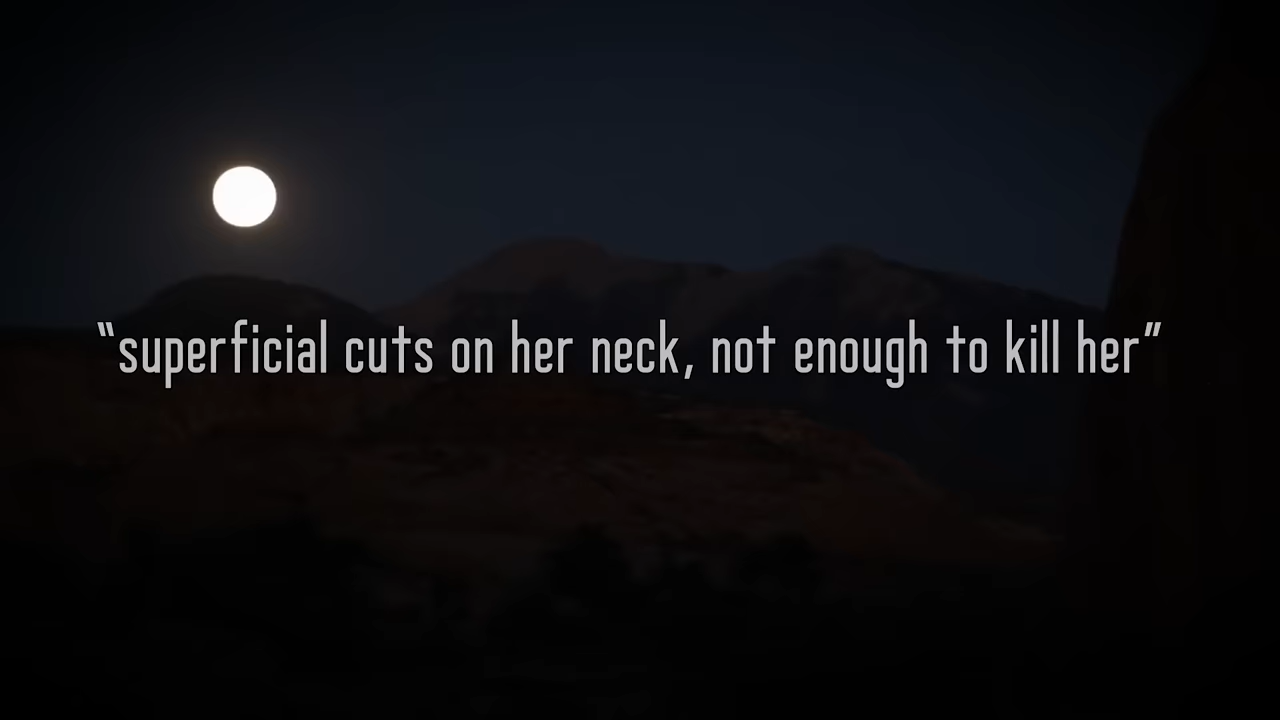 “superficial cuts on her neck, not enough to kill her”